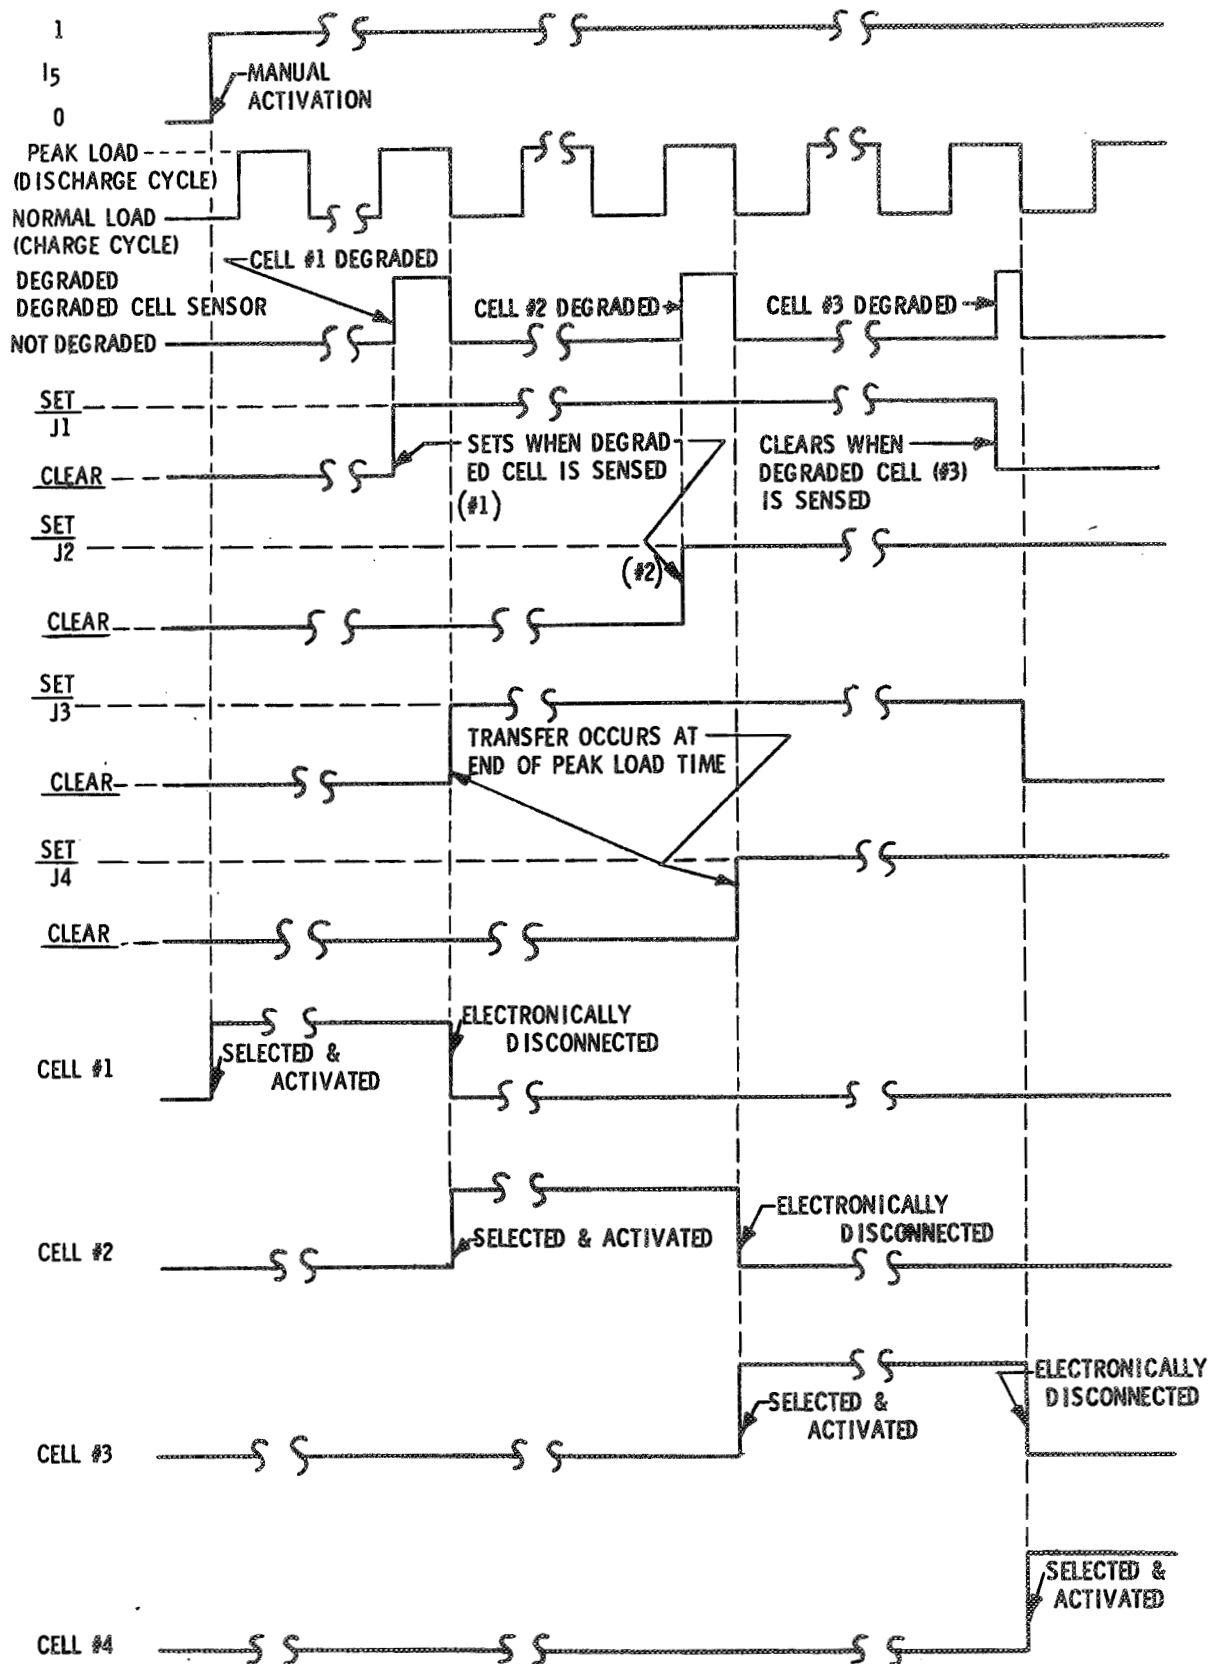 1
I5
0
MANUAL
ACTIVATION
PEAK LOAD
(DISCHARGE CYCLE)
NORMAL LOAD
(CHARGE CYCLE)
CELL #1 DEGRADED
DEGRADED
DEGRADED CELL SENSOR
CELL #2 DEGRADED
CELL #3 DEGRADED
NOT DEGRADED
SET
J1
CLEAR
SETS WHEN DEGRAD
ED CELL IS SENSED
(#1)
CLEARS WHEN
DEGRADED CELL (#3)
IS SENSED
SET
J2
(#2)
CLEAR
SET
J3
TRANSFER OCCURS AT
END OF PEAK LOAD TIME
CLEAR
SET
J4
CLEAR
ELECTRONICALLY
DISCONNECTED
CELL #1
SELECTED &
ACTIVATED
ELECTRONICALLY
DISCONNECTED
CELL #2
SELECTED & ACTIVATED
ELECTRONICALLY
DISCONNECTED
SELECTED &
ACTIVATED
CELL #3
SELECTED &
ACTIVATED
CELL #4